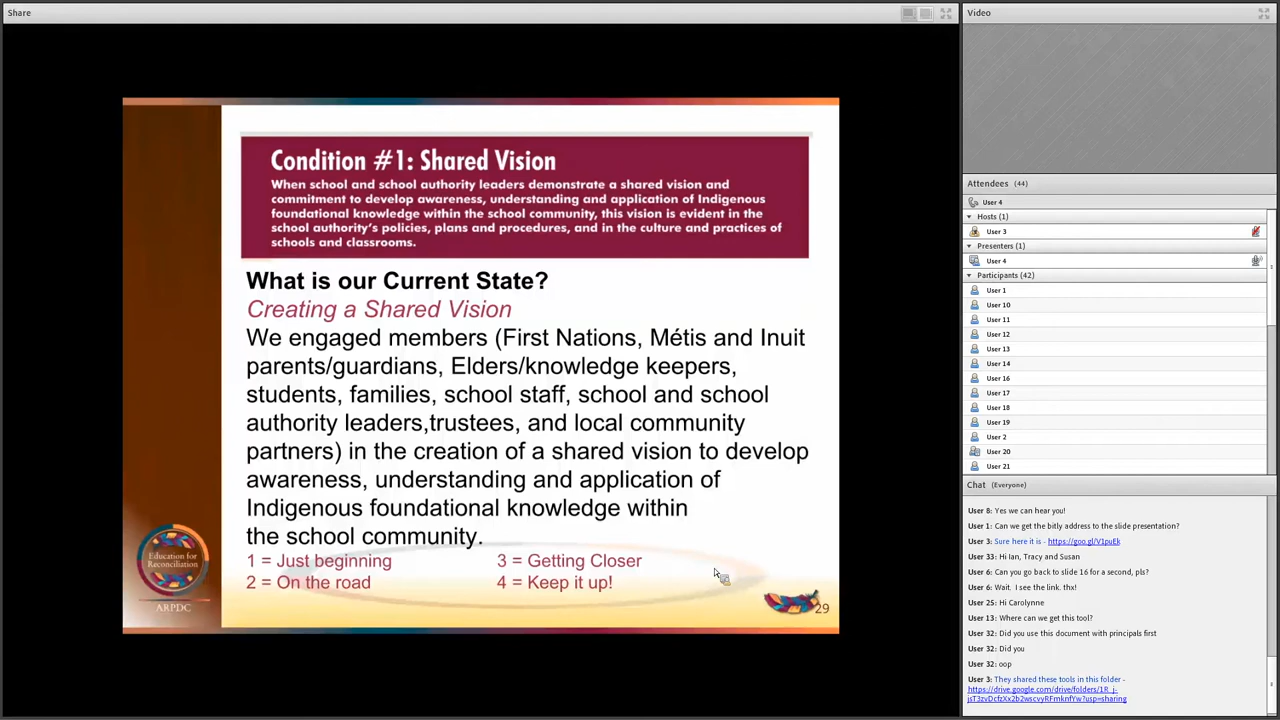 Share
Condition #1: Shared Vision
When school and school authority leaders demonstrate a shared vision and
commitment to develop awareness, understanding and application of Indigenous
foundational knowledge within the school community, this vision is evident in the
school authority's policies, plans and procedures, and in the culture and practices of
schools and classrooms.
What is our Current State?
Creating a Shared Vision
We engaged members (First Nations, Métis and Inuit
parents/guardians, Elders/knowledge keepers,
students, families, school staff, school and school
authority leaders,trustees, and local community
partners) in the creation of a shared vision to develop
awareness, understanding and application of
Indigenous foundational knowledge within
the school community.
1 = Just beginning
3 = Getting Closer
2 = On the road
4 = Keep it up!
Education for
Reconciliation
ARPDC
29
Video
Attendees (44)
User 4
Hosts (1)
User 3
Presenters (1)
User 4
Participants (42)
User 1
User 10
User 11
User 12
User 13
User 14
User 16
User 17
User 18
User 19
User 2
User 20
User 21
Chat (Everyone)
User 8: Yes we can hear you!
User 1: Can we get the bitly address to the slide presentation?
User 3: Sure here it is - https://goo.gl/V1puEk
User 33: Hi Ian, Tracy and Susan
User 6: Can you go back to slide 16 for a second, pls?
User 6: Wait. I see the link. thx!
User 25: Hi Carolynne
User 13: Where can we get this tool?
User 32: Did you use this document with principals first
User 32: Did you
User 32: oop
User 3: They shared these tools in this folder -
https://drive.google.com/drive/folders/1R_j-
jsT3zvDcfzXx2b2wscvyRFmknfYw?usp=sharing